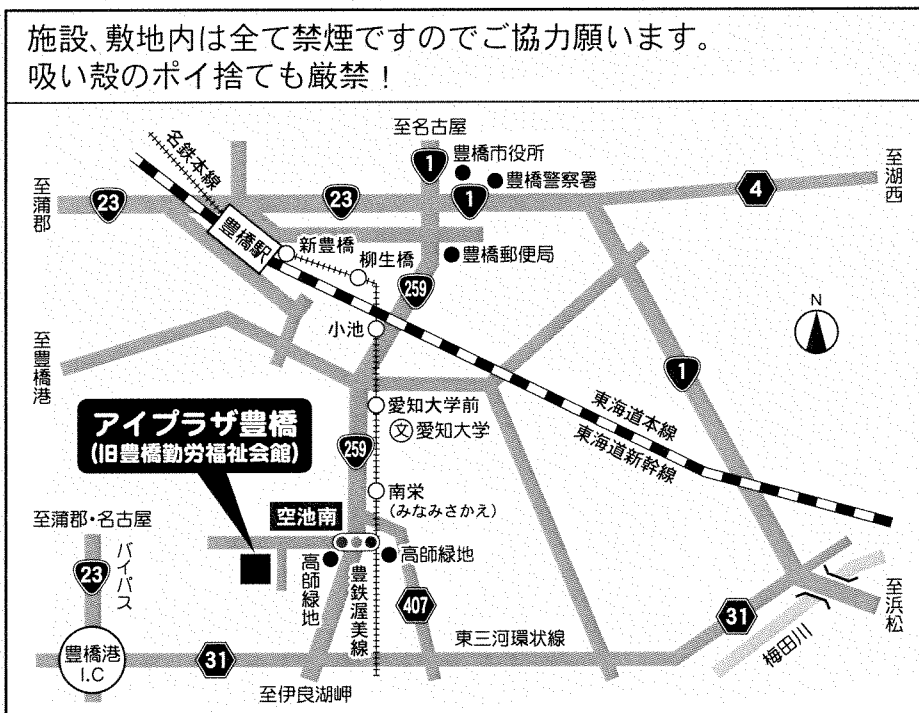 施設、敷地内は全て禁煙ですのでご協力願います。
吸い殻のポイ捨ても厳禁！
至名古屋
名鉄本線
1
豊橋市役所
豊橋警察署
至蒲郡
23
23
1
4
至湖西
豊橋駅
新豊橋
柳生橋
豊橋郵便局
259
小池
N
至豊橋港
1
愛知大学前
文 愛知大学
東海道本線
東海道新幹線
アイプラザ豊橋
(旧豊橋勤労福祉会館)
259
南栄
(みなみさかえ)
至蒲郡・名古屋
空池南
23
バイパス
高師緑地
高師緑地
豊鉄渥美線
407
31
至浜松
梅田川
豊橋港
I.C
31
東三河環状線
至伊良湖岬